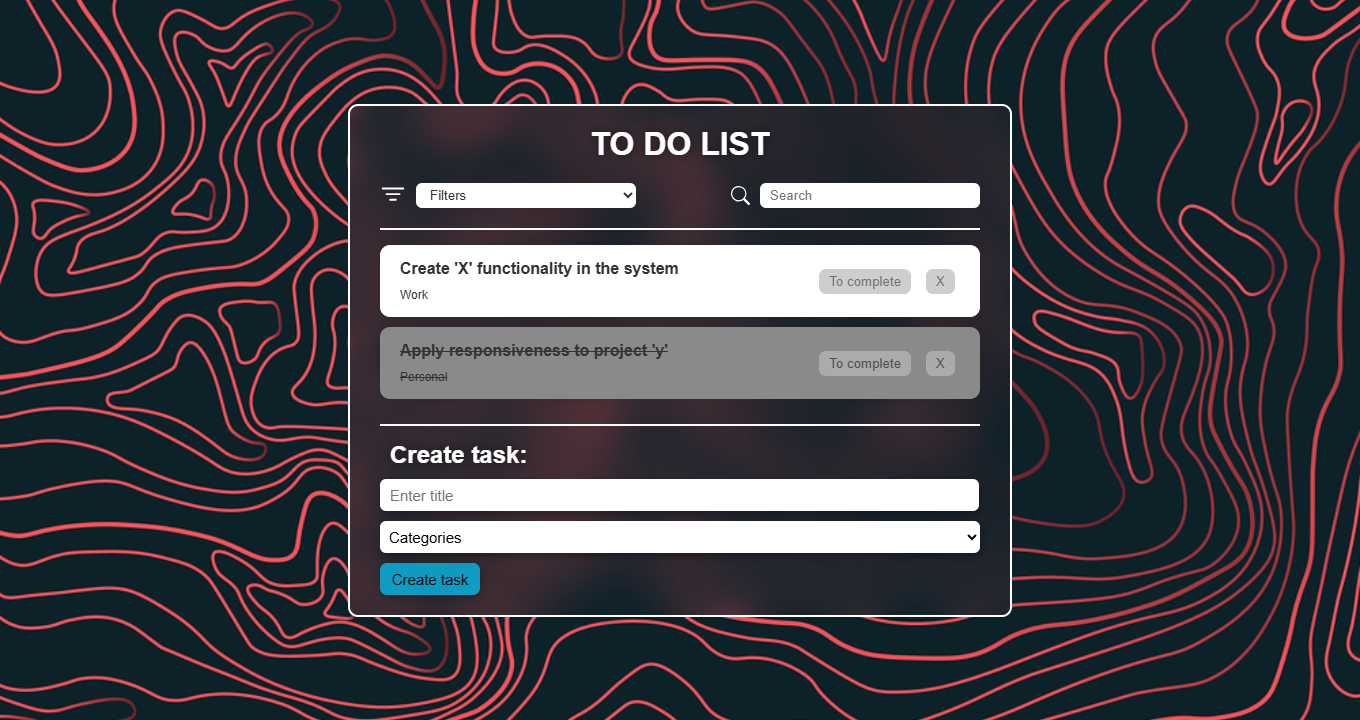 TO DO LIST
Filters
Search
Create 'X' functionality in the system
Work
To complete
X
Apply responsiveness to project 'y'
Personal
To complete
X
Create task:
Enter title
Categories
Create task